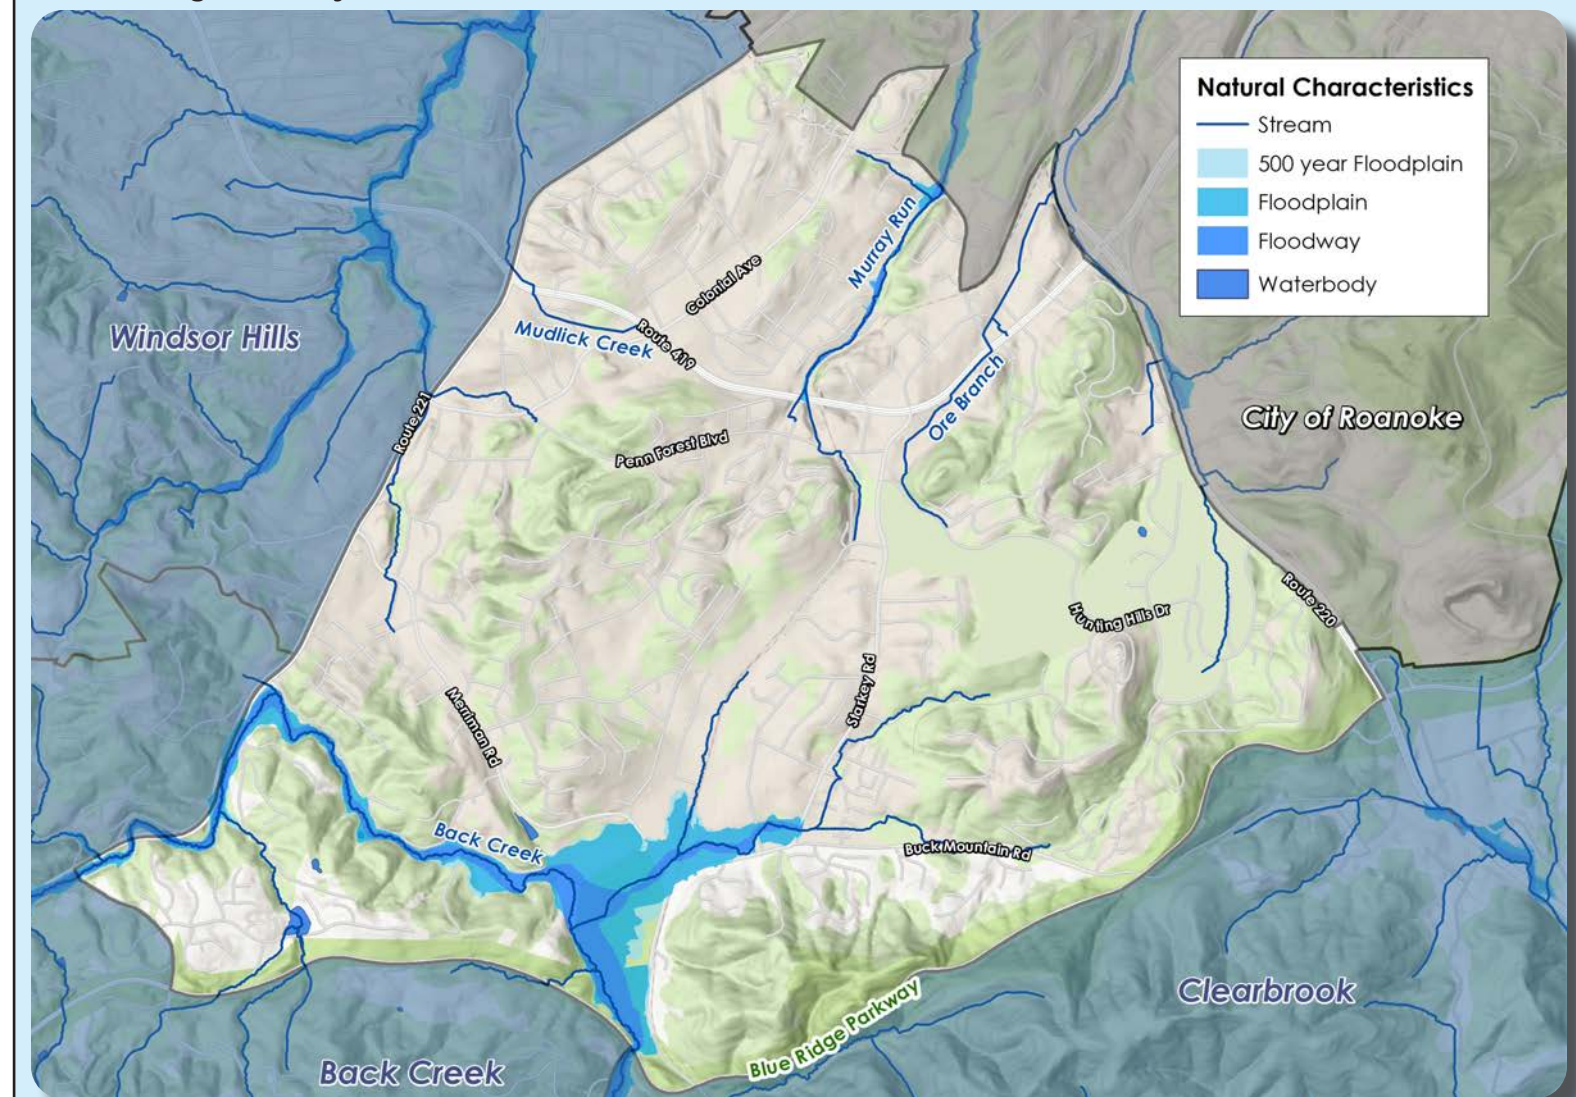 Natural Characteristics
Stream
500 year Floodplain
Floodplain
Floodway
Waterbody
Murray Run
Colonial Ave
Mudlick Creek
Route 419
Windsor Hills
Ore Branch
Route 221
City of Roanoke
Penn Forest Blvd
Hunting Hills Dr
Route 220
Starkey Rd
Merriman Rd
Back Creek
Buck Mountain Rd
Clearbrook
Blue Ridge Parkway
Back Creek